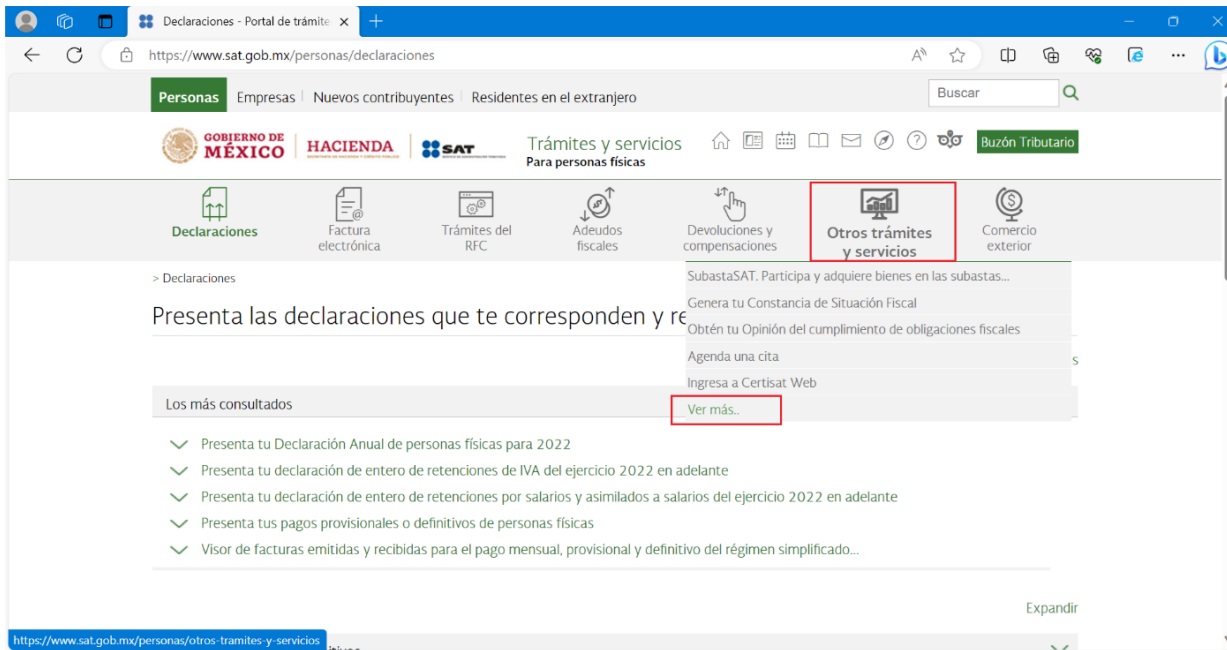 Declaraciones - Portal de trámite
https://www.sat.gob.mx/personas/declaraciones
Personas Empresas Nuevos contribuyentes Residentes en el extranjero Buscar
GOBIERNO DE MÉXICO HACIENDA SAT Trámites y servicios Buzón Tributario
Para personas físicas
Declaraciones
Factura
electrónica
Trámites del
RFC
Adeudos
fiscales
Devoluciones y
compensaciones
Otros trámites
y servicios
Comercio
exterior
> Declaraciones
SubastaSAT. Participa y adquiere bienes en las subastas...
Genera tu Constancia de Situación Fiscal
Obtén tu Opinión del cumplimiento de obligaciones fiscales
Agenda una cita
Ingresa a Certisat Web
Ver más..
Presenta las declaraciones que te corresponden y re
s
Los más consultados
Presenta tu Declaración Anual de personas físicas para 2022
Presenta tu declaración de entero de retenciones de IVA del ejercicio 2022 en adelante
Presenta tu declaración de entero de retenciones por salarios y asimilados a salarios del ejercicio 2022 en adelante
Presenta tus pagos provisionales o definitivos de personas físicas
Visor de facturas emitidas y recibidas para el pago mensual, provisional y definitivo del régimen simplificado...
Expandir
https://www.sat.gob.mx/personas/otros-tramites-y-servicios